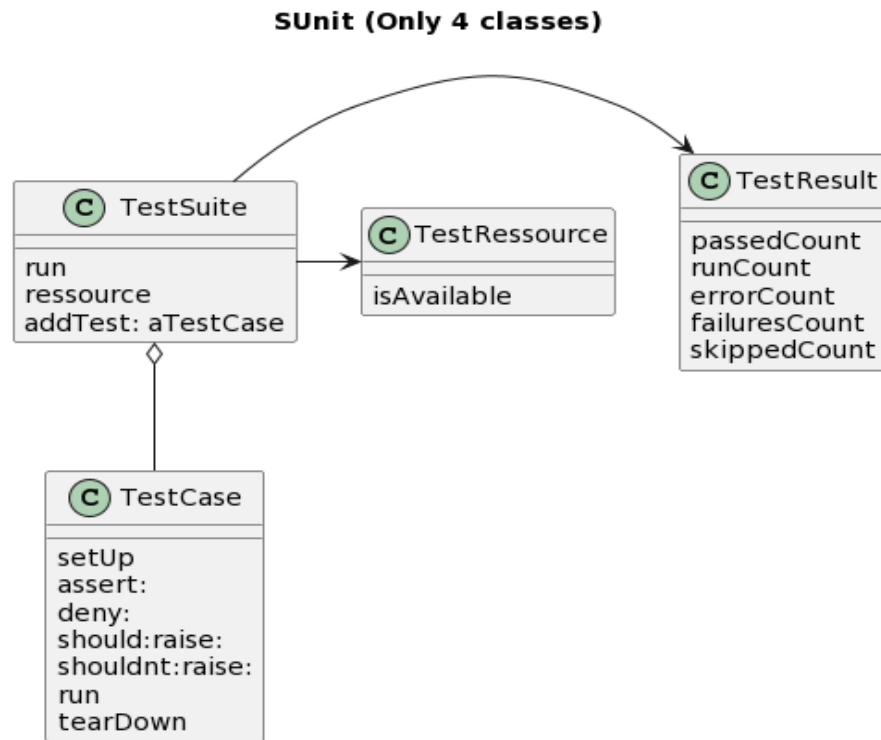 SUnit (Only 4 classes)
C TestSuite
run
ressource
addTest: aTestCase
C TestRessource
isAvailable
C TestResult
passedCount
runCount
errorCount
failuresCount
skippedCount
C TestCase
setUp
assert:
deny:
should:raise:
shouldnt:raise:
run
tearDown